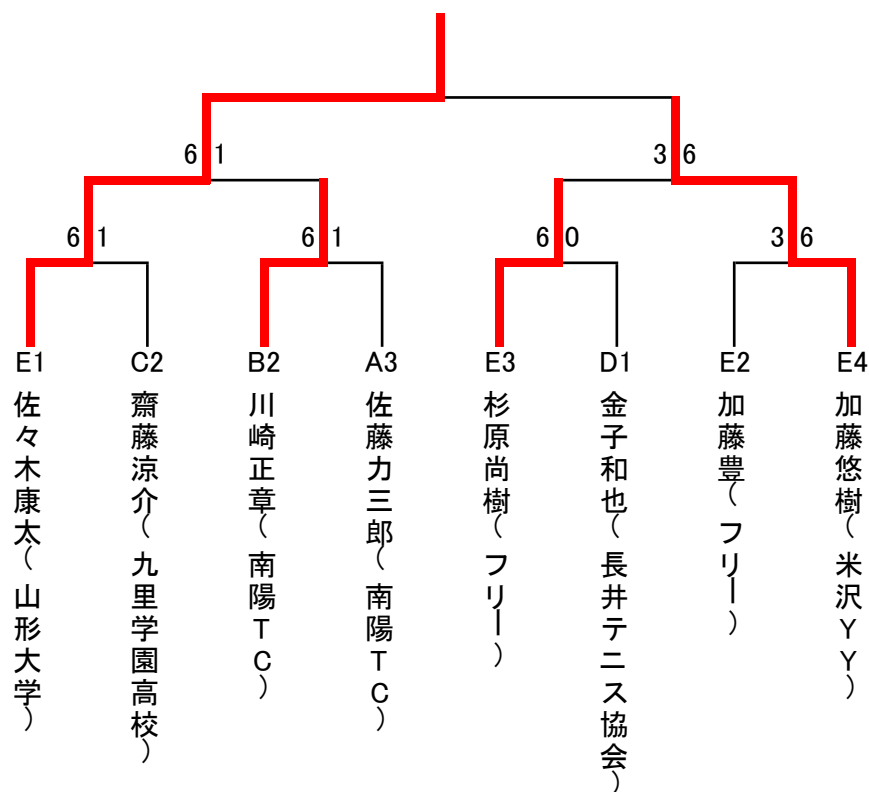 6 1
3 6
6 1
6 1
6 0
3 6
E1
C2
B2
A3
E3
D1
E2
E4
佐々木康太(山形大学)
齋藤涼介(九里学園高校)
川崎正章(南陽TC)
佐藤力三郎(南陽TC)
杉原尚樹(フリー)
金子和也(長井テニス協会)
加藤豊(フリー)
加藤悠樹(米沢YY)